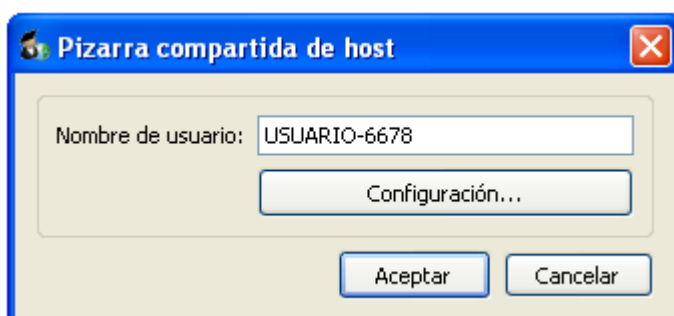 Pizarra compartida de host
Nombre de usuario: USUARIO-6678
Configuración...
Aceptar Cancelar